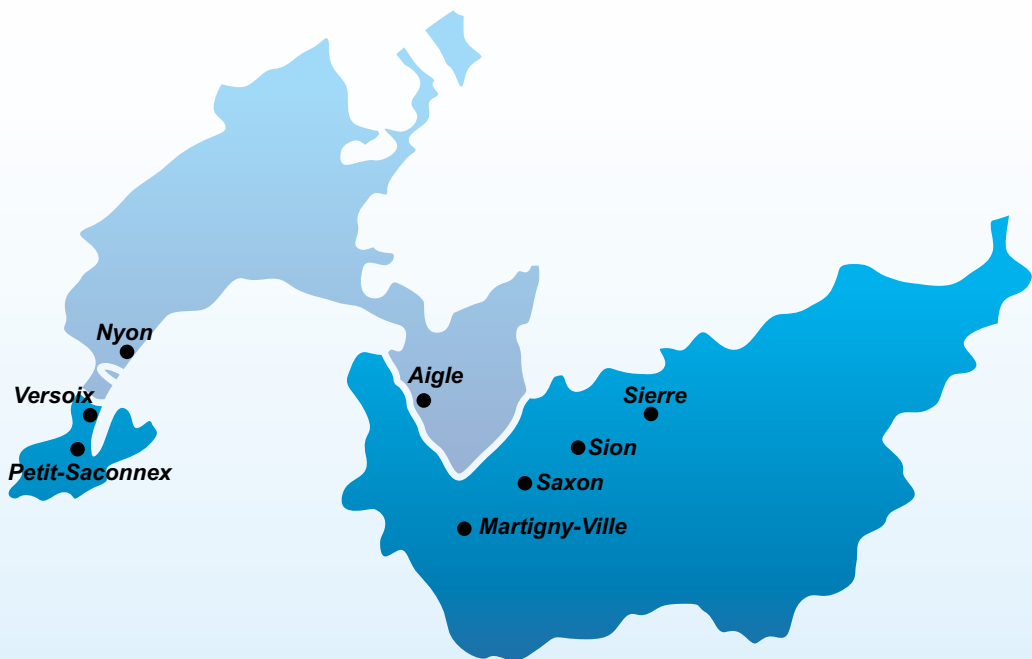 Nyon
Aigle
Versoix
Sierre
Sion
Petit-Saconnex
Saxon
Martigny-Ville